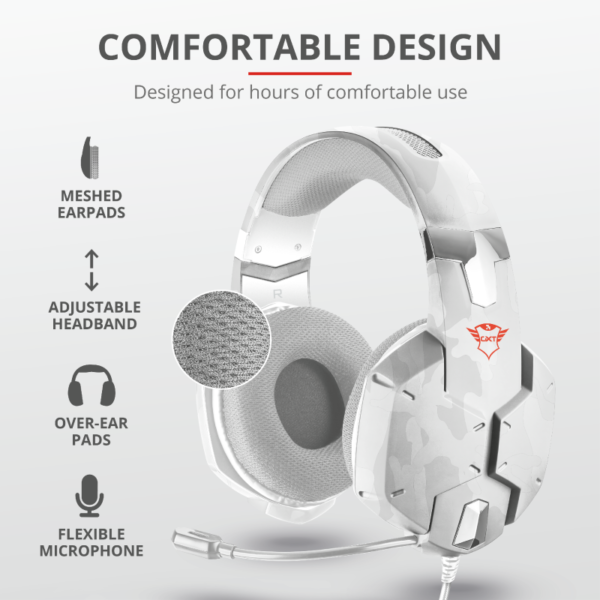 COMFORTABLE DESIGN
Designed for hours of comfortable use
MESHED
EARPADS
ADJUSTABLE
HEADBAND
OVER-EAR
PADS
FLEXIBLE
MICROPHONE
R
GXT